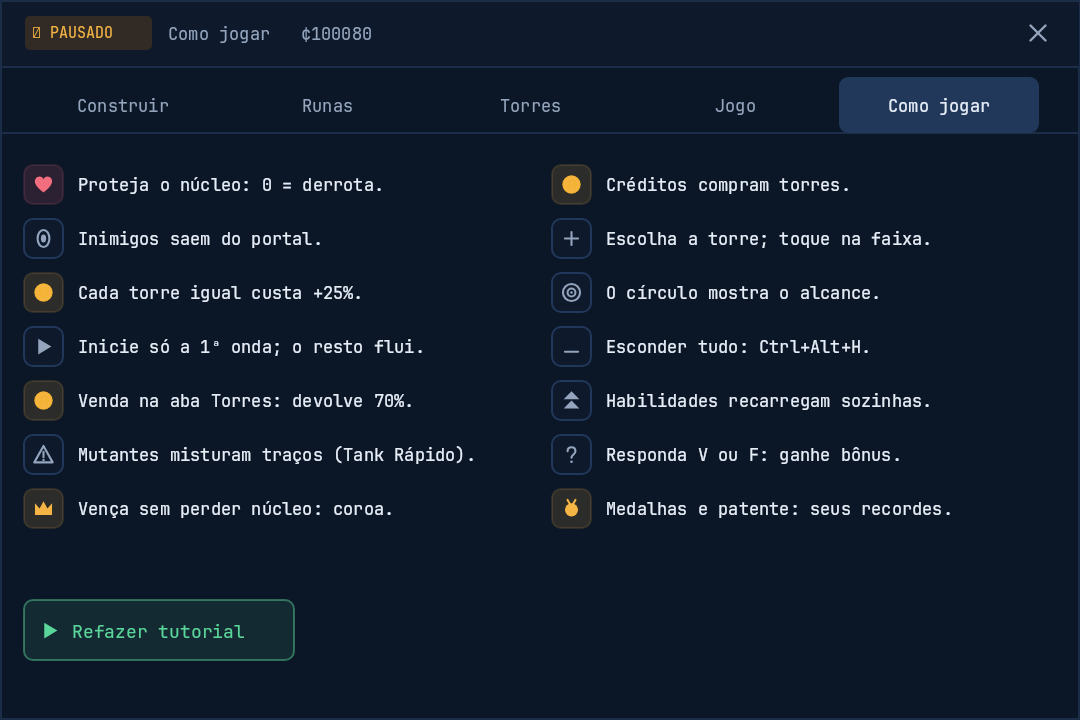 PAUSADO Como jogar ₵100080
Construir Runas Torres Jogo Como jogar
Proteja o núcleo: 0 = derrota.
Créditos compram torres.
Inimigos saem do portal.
Escolha a torre; toque na faixa.
Cada torre igual custa +25%.
O círculo mostra o alcance.
Inicie só a 1ª onda; o resto flui.
Esconder tudo: Ctrl+Alt+H.
Venda na aba Torres: devolve 70%.
Habilidades recarregam sozinhas.
Mutantes misturam traços (Tank Rápido).
? Responda V ou F: ganhe bônus.
Vença sem perder núcleo: coroa.
Medalhas e patente: seus recordes.
Refazer tutorial